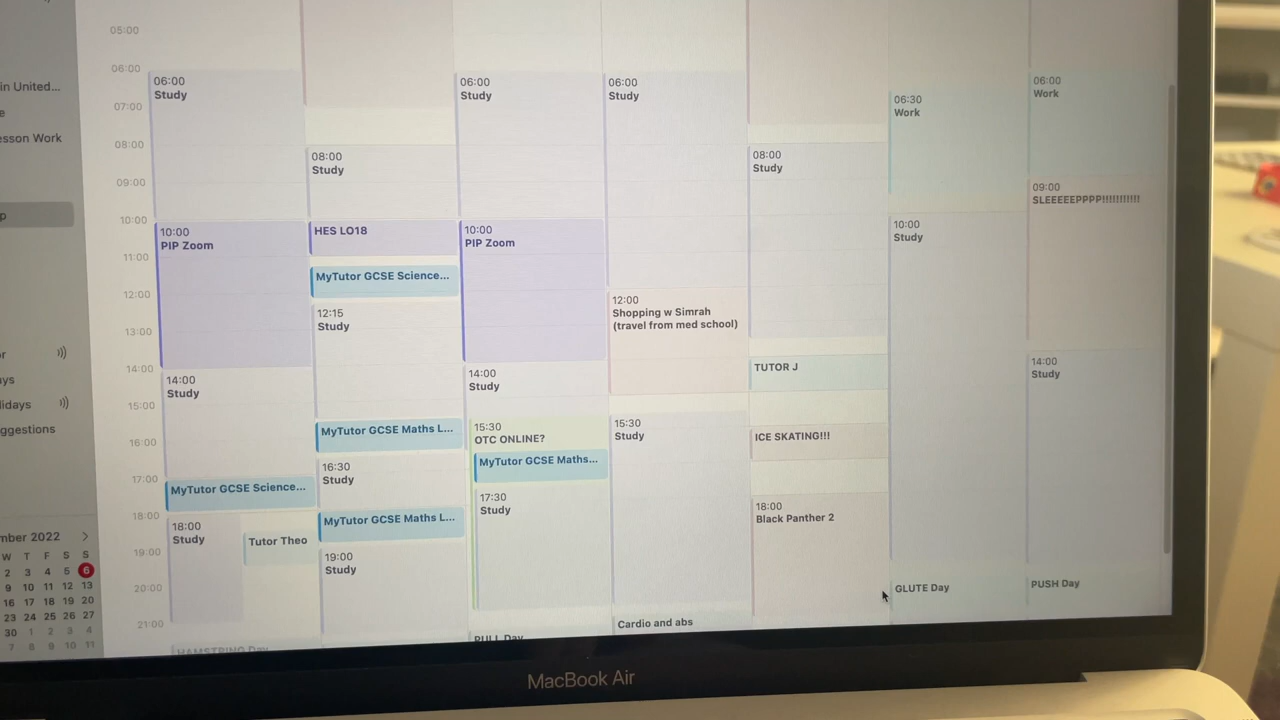 05:00
06:00
07:00
08:00
09:00
10:00
11:00
12:00
13:00
14:00
15:00
16:00
17:00
18:00
19:00
20:00
21:00
in United...
e
esson Work
p
r
ys
lidays
ggestions
mber 2022
W T F S S
2 3 4 5 6
9 10 11 12 13
16 17 18 19 20
23 24 25 26 27
30 1 2 3 4
7 8 9 10 11
06:00
Study
10:00
PIP Zoom
14:00
Study
MyTutor GCSE Science...
18:00
Study
Tutor Theo
HAMSTRING Day
08:00
Study
HES LO18
MyTutor GCSE Science...
12:15
Study
MyTutor GCSE Maths L...
16:30
Study
MyTutor GCSE Maths L...
19:00
Study
06:00
Study
10:00
PIP Zoom
14:00
Study
15:30
OTC ONLINE?
MyTutor GCSE Maths...
17:30
Study
PULL Day
06:00
Study
12:00
Shopping w Simrah
(travel from med school)
15:30
Study
Cardio and abs
08:00
Study
TUTOR J
ICE SKATING!!!
18:00
Black Panther 2
06:30
Work
10:00
Study
GLUTE Day
06:00
Work
09:00
SLEEEEEPPPP!!!!!!!!!!!
14:00
Study
PUSH Day
MacBook Air